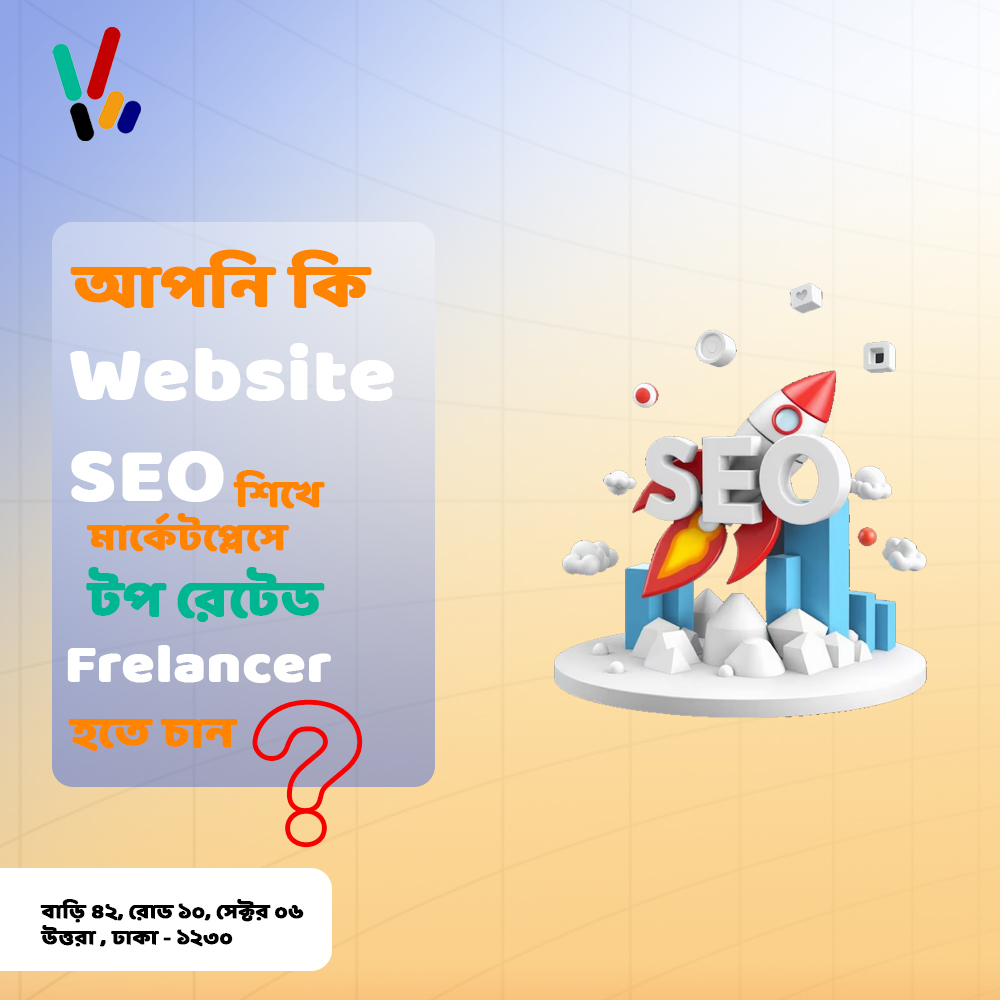 আপনি কি
Website
SEO শিখে
মার্কেটপ্লেসে
টপ রেটেড
Frelancer
হতে চান ?
SEO
বাড়ি ৪২, রোড ১০, সেক্টর ০৬
উত্তরা , ঢাকা - ১২৩০